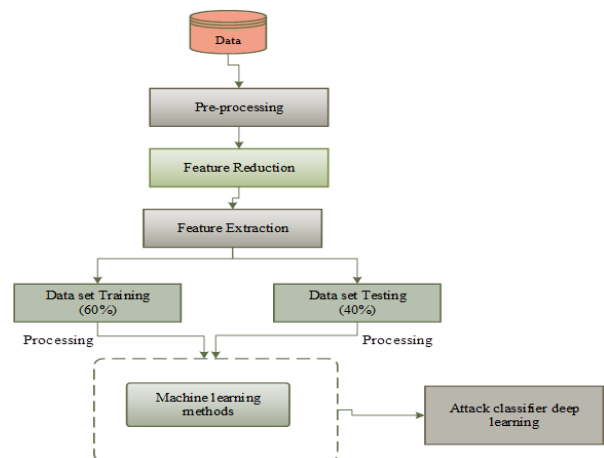 Data
Pre-processing
Feature Reduction
Feature Extraction
Data set Training
(60%)
Data set Testing
(40%)
Processing
Processing
Machine learning
methods
Attack classifier deep
learning